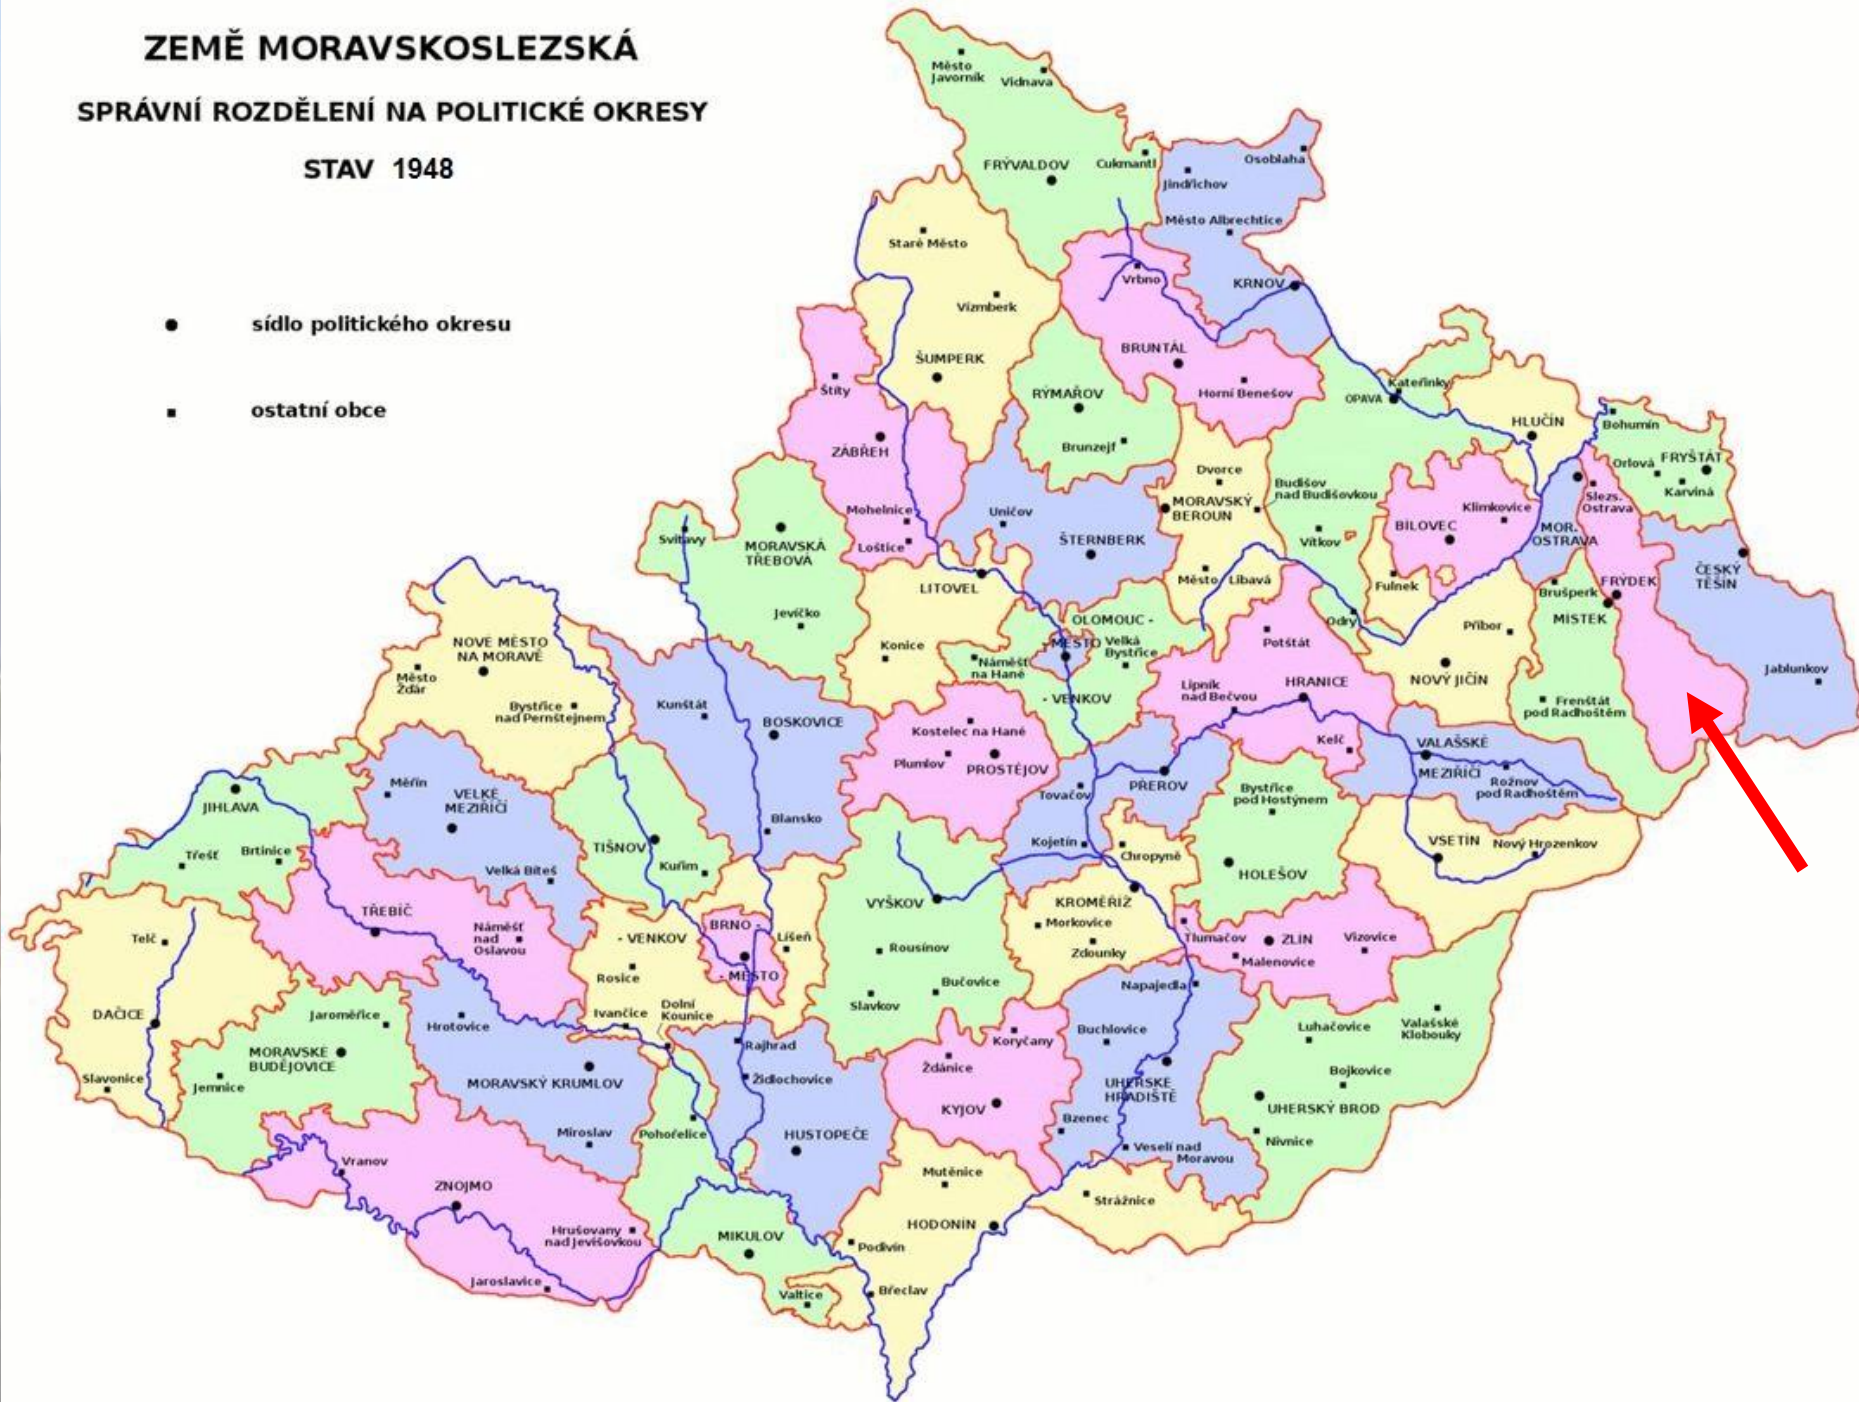 ZEMĚ MORAVSKOSLEZSKÁ
SPRÁVNÍ ROZDĚLENÍ NA POLITICKÉ OKRESY
STAV 1948
sídlo politického okresu
ostatní obce
Město
Javorník
Vidnava
FRÝVALDOV
Cukmantl
Osoblaha
Jindřichov
Město Albrechtice
KRNOV
Staré Město
Vízmberk
ŠUMPERK
Vrbno
BRUNTÁL
Horní Benešov
RÝMAŘOV
Brunzejf
Štíty
ZÁBŘEH
Mohelnice
Loštice
Kateřinky
OPAVA
HLUČÍN
Bohumín
Orlová
FRYŠTÁT
Karviná
Slezs.
Ostrava
MOR.
OSTRAVA
Dvorce
MORAVSKÝ
BEROUN
Město Libavá
Budišov
nad Budišovkou
Vítkov
Klimkovice
BÍLOVEC
Fulnek
Odry
Uničov
ŠTERNBERK
Svitavy
MORAVSKÁ
TŘEBOVÁ
Jevíčko
LITOVEL
Konice
Náměšť
na Hané
OLOMOUC -
- MĚSTO
Velká
Bystřice
- VENKOV
FRÝDEK
Brušperk
MÍSTEK
Frenštát
pod Radhoštěm
ČESKÝ
TĚŠÍN
Jablunkov
Příbor
NOVÝ JIČÍN
Potštát
HRANICE
Lipník
nad Bečvou
Kelč
VALAŠSKÉ
MEZIŘÍČÍ
Rožnov
pod Radhoštěm
NOVÉ MĚSTO
NA MORAVĚ
Město
Žďár
Bystřice
nad Pernštejnem
Kunštát
BOSKOVICE
Blansko
Kostelec na Hané
Plumlov
PROSTĚJOV
Tovačov
PŘEROV
Kojetín
Bystřice
pod Hostýnem
HOLEŠOV
Chropyně
VSETÍN
Nový Hrozenkov
JIHLAVA
Třešť
Brtnice
Měřín
VELKÉ
MEZIŘÍČÍ
Velká Bíteš
TIŠNOV
Kuřim
VYŠKOV
Rousínov
Slavkov
Bučovice
KROMĚŘÍŽ
Morkovice
Zdounky
Tlumačov
ZLÍN
Malenovice
Vizovice
TŘEBÍČ
Náměšť
nad
Oslavou
- VENKOV
BRNO -
- MĚSTO
Líšeň
Rosice
Ivančice
Dolní
Kounice
Telč
DAČICE
Slavonice
Jaroměřice
MORAVSKÉ
BUDĚJOVICE
Jemnice
Hrotovice
MORAVSKÝ KRUMLOV
Miroslav
Rajhrad
Židlochovice
HUSTOPEČE
Pohořelice
Koryčany
Ždánice
KYJOV
Napajedla
Buchlovice
UHERSKÉ
HRADIŠTĚ
Bzenec
Veselí nad
Moravou
Luhačovice
Valašské
Klobouky
Bojkovice
UHERSKÝ BROD
Nivnice
Vranov
ZNOJMO
Hrušovany
nad Jevišovkou
Jaroslavice
MIKULOV
Valtice
Mutěnice
HODONÍN
Podivín
Břeclav
Strážnice